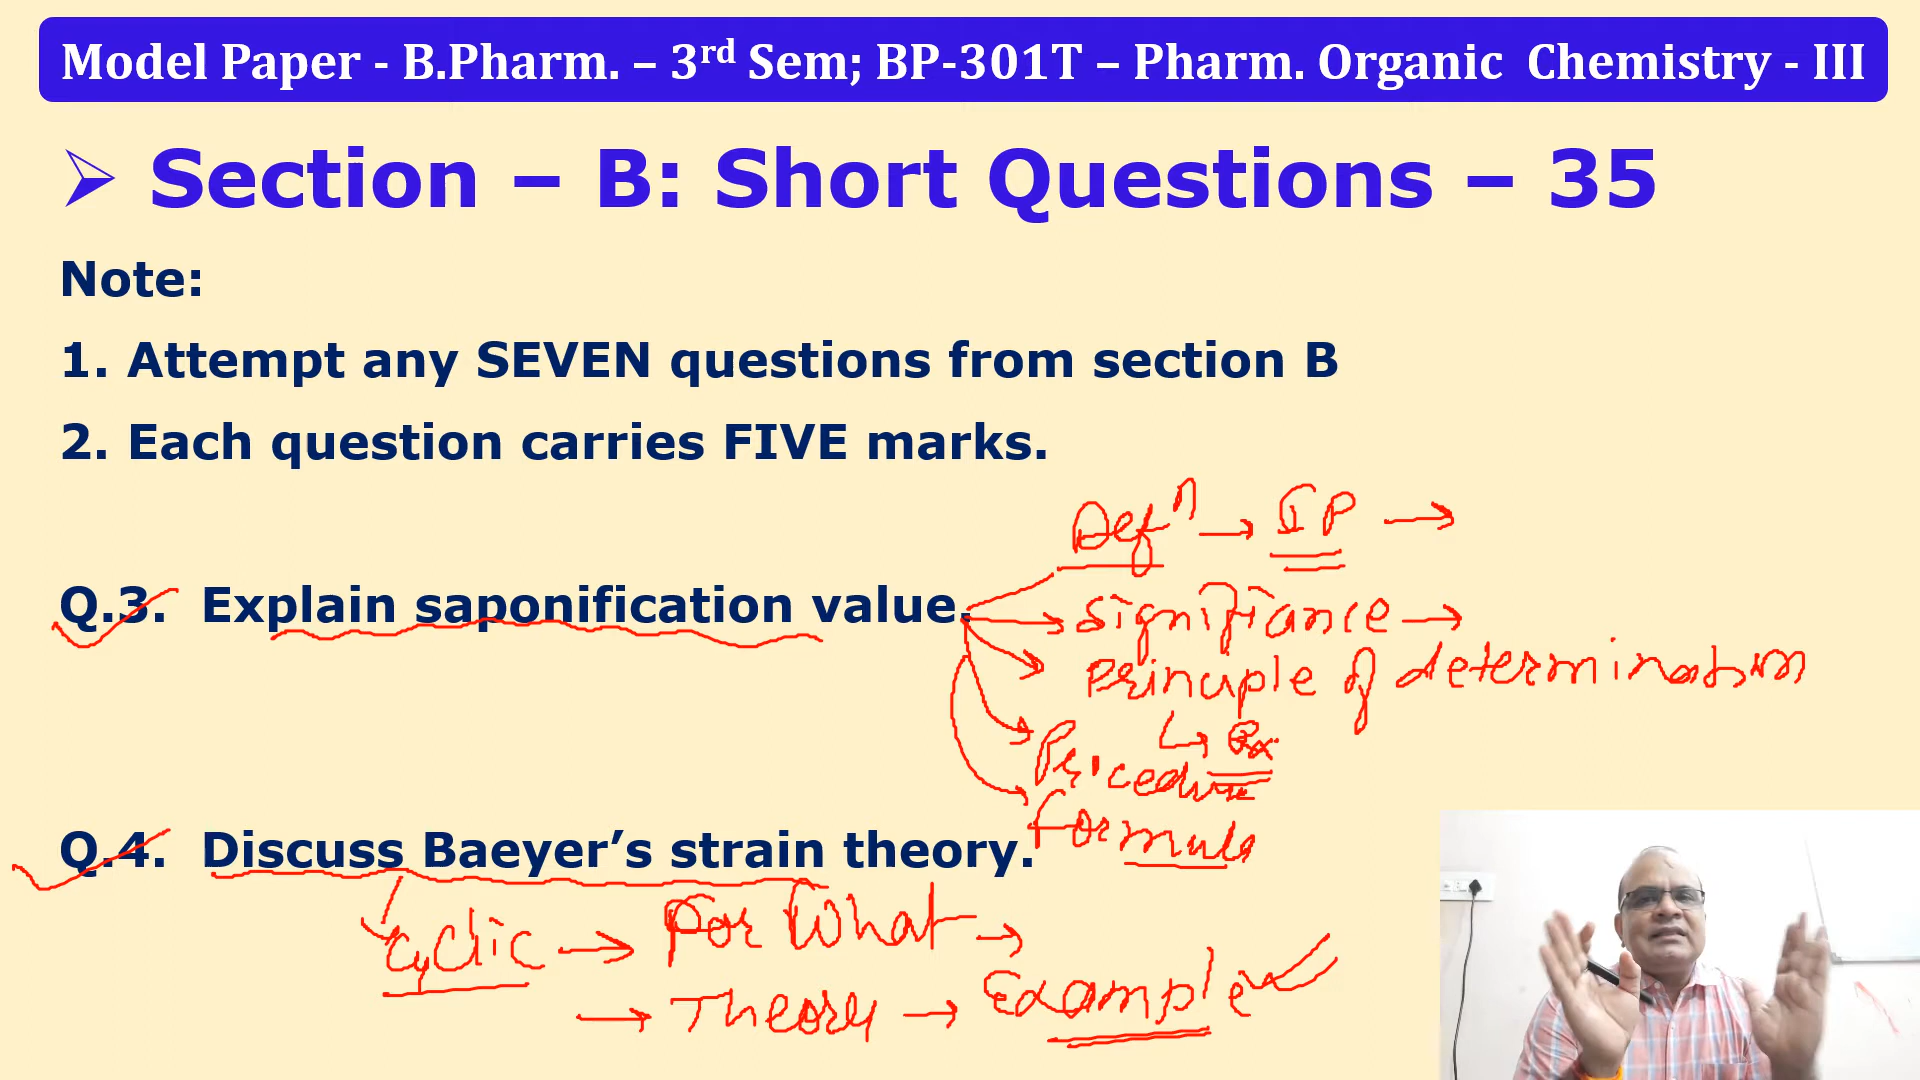 Model Paper - B.Pharm. – 3rd Sem; BP-301T – Pharm. Organic Chemistry - III
➢ Section – B: Short Questions – 35
Note:
1. Attempt any SEVEN questions from section B
2. Each question carries FIVE marks.
Defn → IP →
Q.3. Explain saponification value.
→ Significance →
Principle of determination
↳ Rx
Procedure
Formula
Q.4. Discuss Baeyer’s strain theory.
Cyclic → For What →
→ Theory → Example